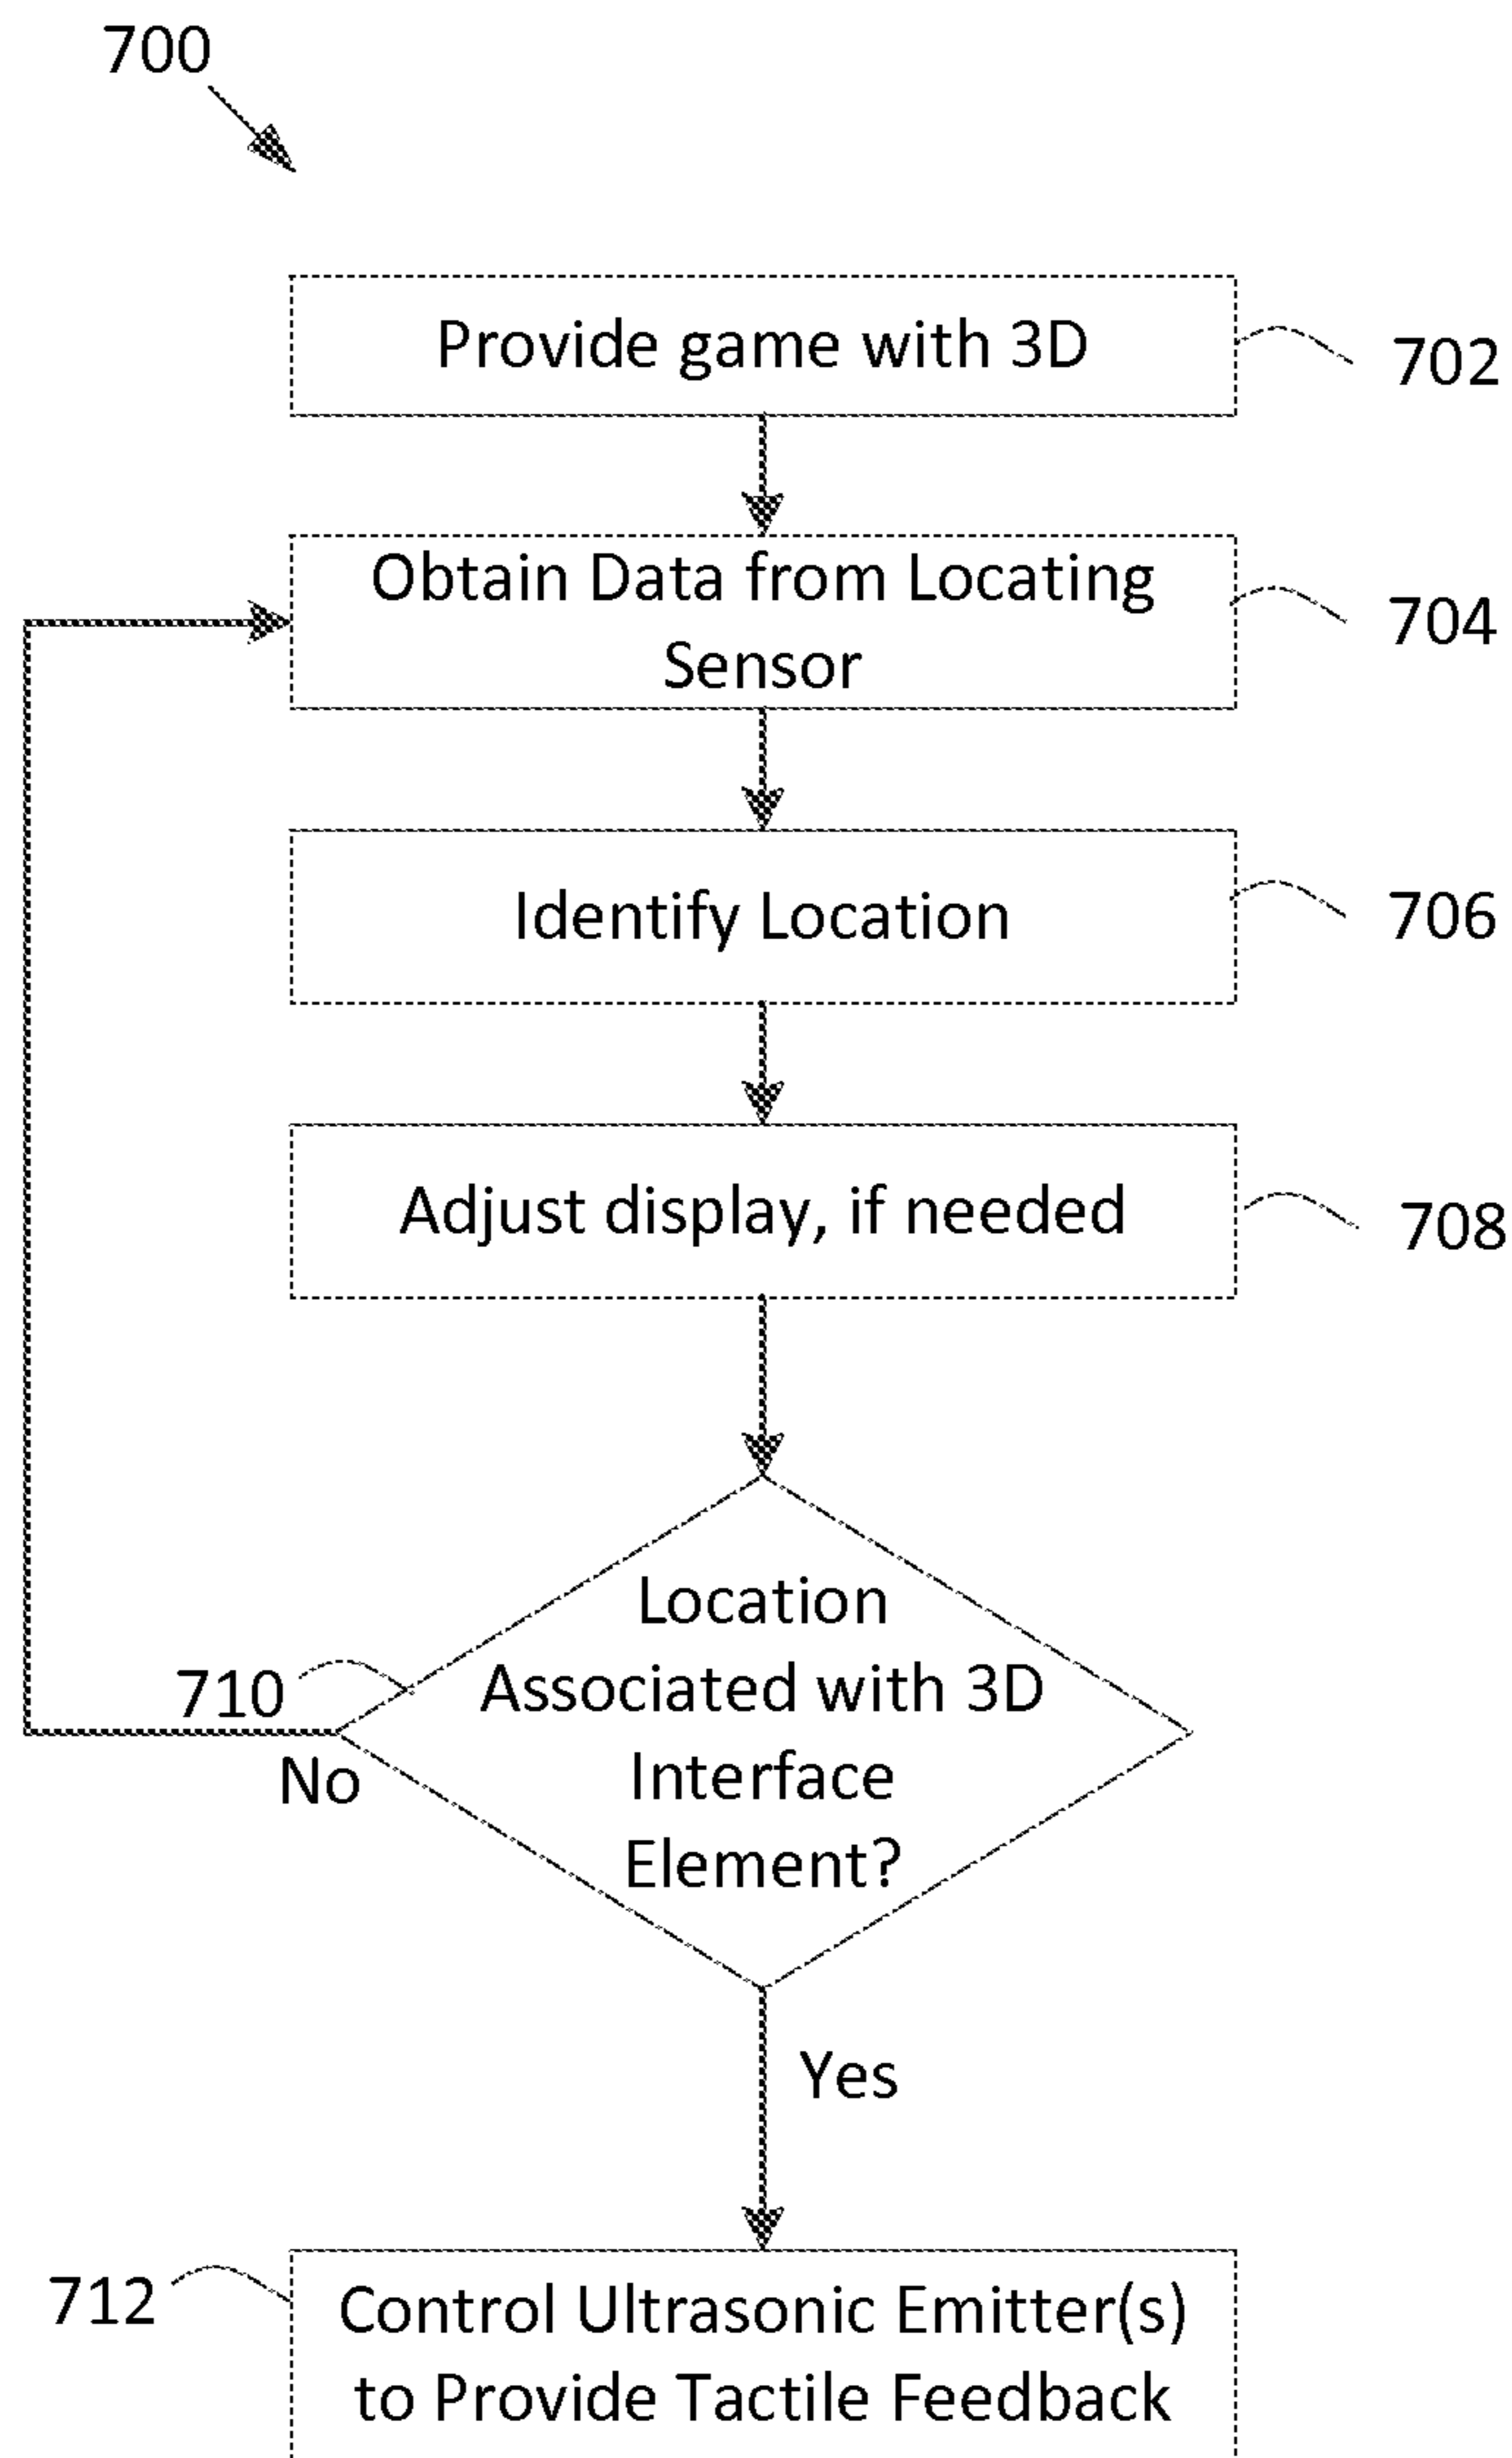 700
Provide game with 3D
702
Obtain Data from Locating
Sensor
704
Identify Location
706
Adjust display, if needed
708
Location
Associated with 3D
Interface
Element?
710
No
Yes
712
Control Ultrasonic Emitter(s)
to Provide Tactile Feedback